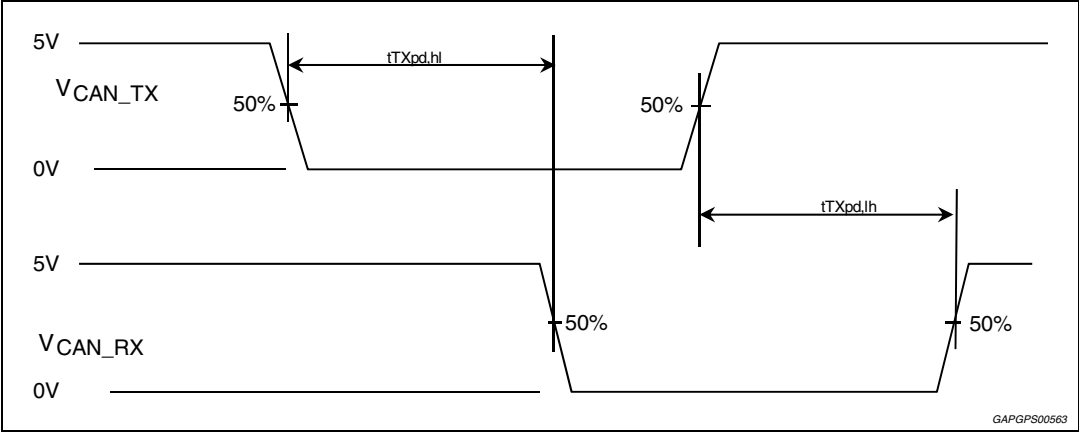 5V
tTXpd,hl
VCAN_TX
50%
50%
0V
tTXpd,lh
5V
50%
50%
VCAN_RX
0V
GAPGPS00563